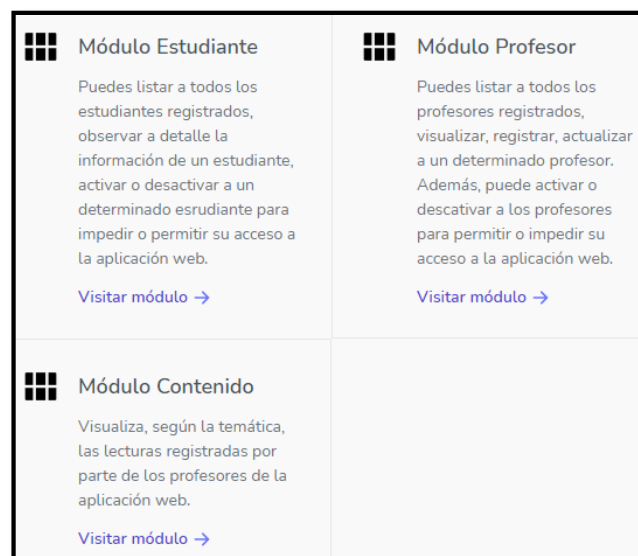 Módulo Estudiante
Puedes listar a todos los
estudiantes registrados,
observar a detalle la
información de un estudiante,
activar o desactivar a un
determinado esrudiante para
impedir o permitir su acceso a
la aplicación web.
Visitar módulo →
Módulo Profesor
Puedes listar a todos los
profesores registrados,
visualizar, registrar, actualizar
a un determinado profesor.
Además, puede activar o
descativar a los profesores
para permitir o impedir su
acceso a la aplicación web.
Visitar módulo →
Módulo Contenido
Visualiza, según la temática,
las lecturas registradas por
parte de los profesores de la
aplicación web.
Visitar módulo →